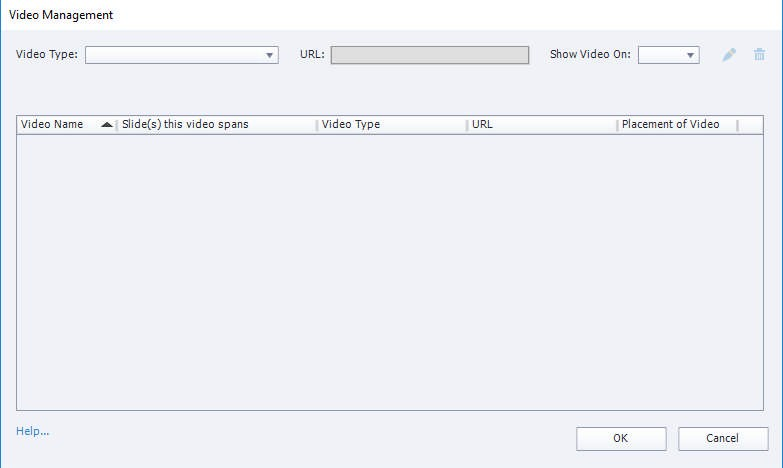 Video Management
Video Type: URL: Show Video On:
Video Name Slide(s) this video spans Video Type URL Placement of Video
Help...
OK Cancel